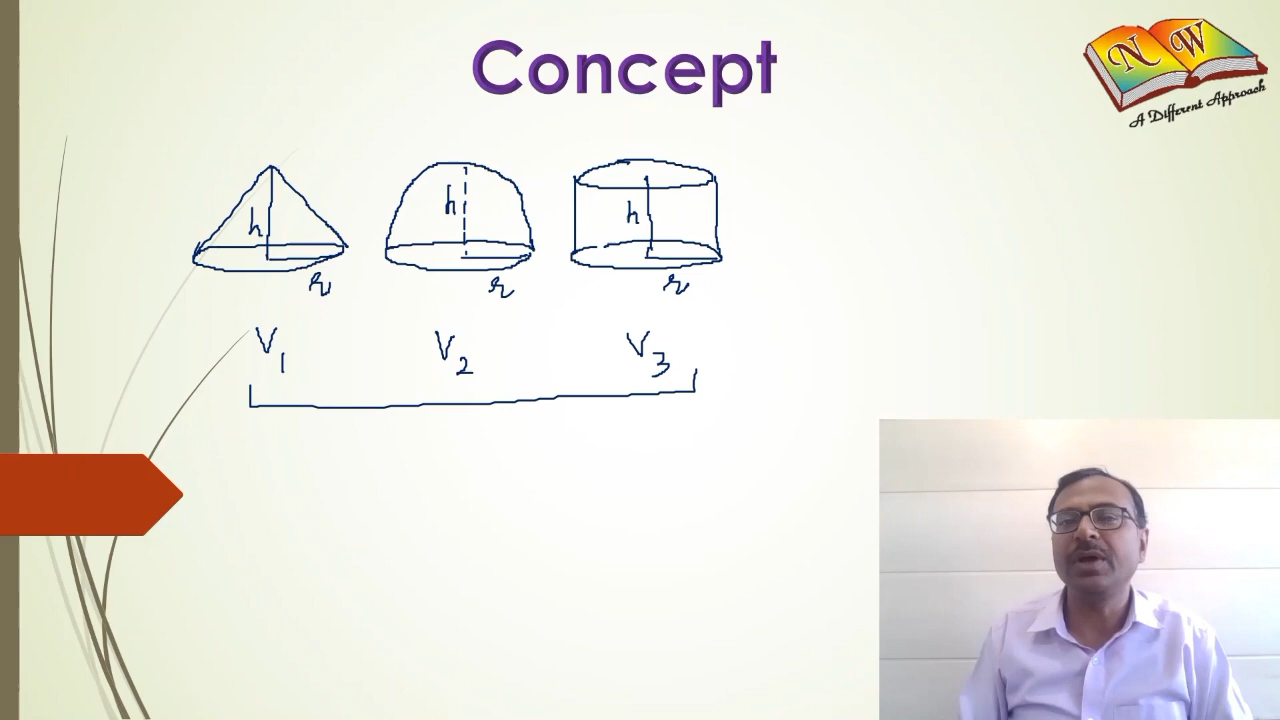 Concept
N W
A Different Approach
h h h
r r r
V1 V2 V3